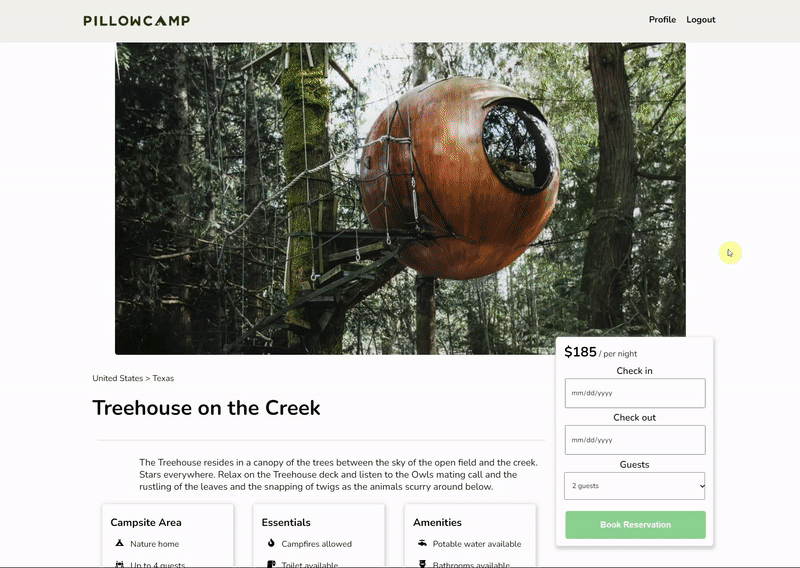 PILLOWCAMP
Profile Logout
$185 / per night
Check in
mm/dd/yyyy
Check out
mm/dd/yyyy
Guests
2 guests
Book Reservation
United States > Texas
Treehouse on the Creek
The Treehouse resides in a canopy of the trees between the sky of the open field and the creek.
Stars everywhere. Relax on the Treehouse deck and listen to the Owls mating call and the
rustling of the leaves and the snapping of twigs as the animals scurry around below.
Campsite Area
Nature home
Up to 4 guests
Essentials
Campfires allowed
Toilet available
Amenities
Potable water available
Bathrooms available